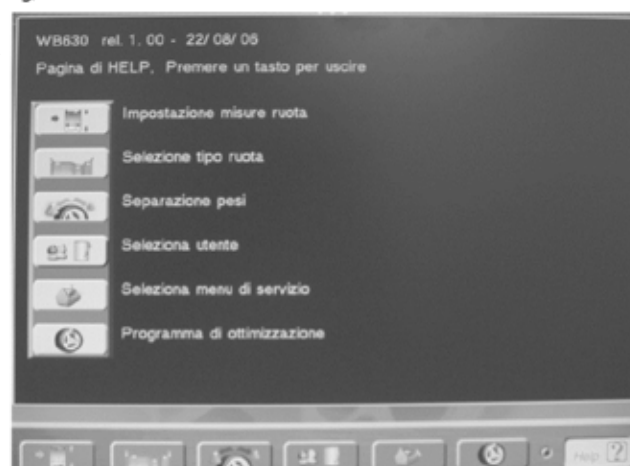 WB630 rel. 1. 00 - 22/ 08/ 06
Pagina di HELP, Premere un tasto per uscire
Impostazione misure ruota
Selezione tipo ruota
Separazione pesi
Seleziona utente
Seleziona menu di servizio
Programma di ottimizzazione
Help ?